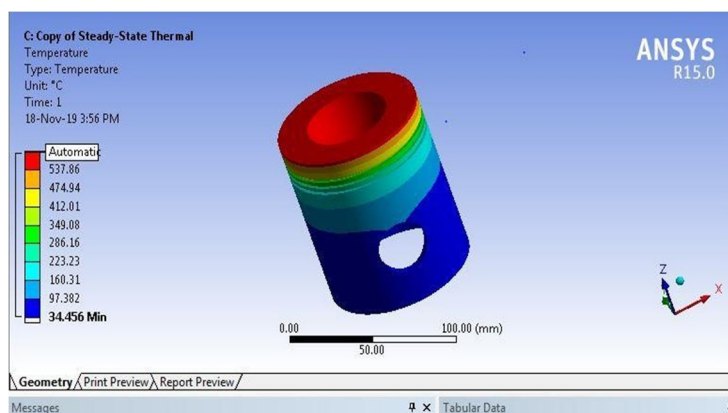 C: Copy of Steady-State Thermal
Temperature
Type: Temperature
Unit: °C
Time: 1
18-Nov-19 3:56 PM
ANSYS
R15.0
Automatic
537.86
474.94
412.01
349.08
286.16
223.23
160.31
97.382
34.456 Min
Z
X
0.00 100.00 (mm)
50.00
Geometry Print Preview Report Preview
Messages Tabular Data